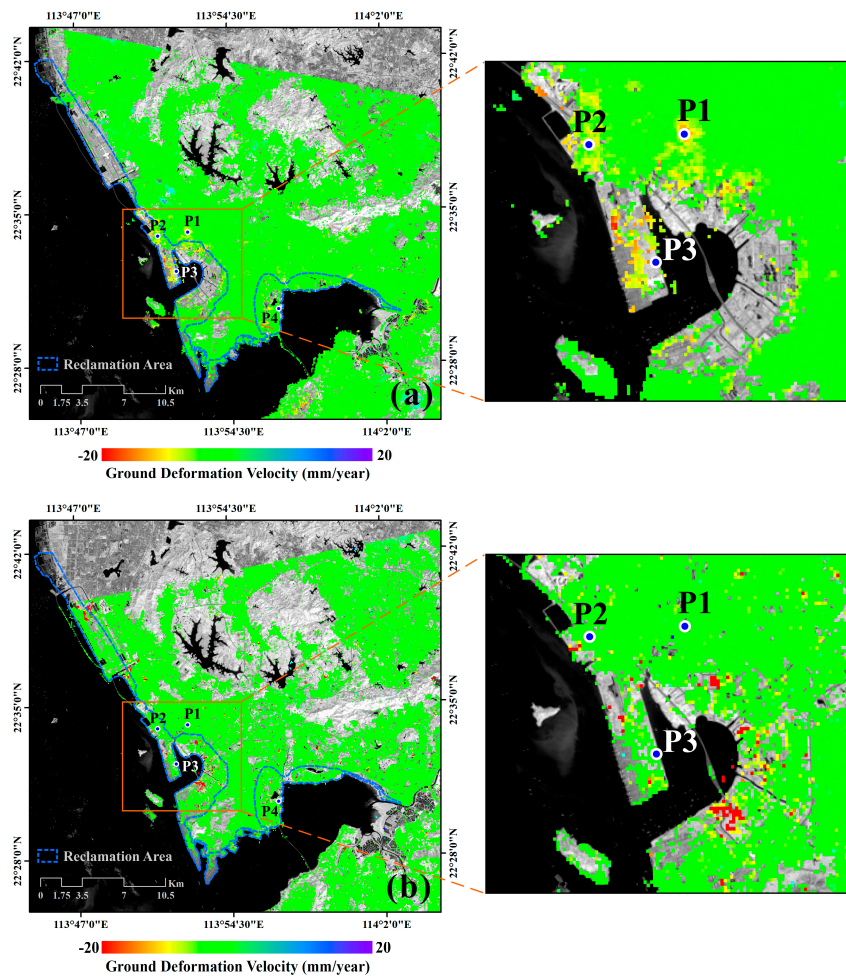 113°47'0"E 113°54'30"E 114°2'0"E
22°42'0"N 22°42'0"N
P2 P1
22°35'0"N 22°35'0"N
P2 P1
P3
P3
P4
22°28'0"N 22°28'0"N
Reclamation Area
Km
0 1.75 3.5 7 10.5
(a)
113°47'0"E 113°54'30"E 114°2'0"E
-20 20
Ground Deformation Velocity (mm/year)
113°47'0"E 113°54'30"E 114°2'0"E
22°42'0"N 22°42'0"N
P2 P1
22°35'0"N 22°35'0"N
P2 P1
P3
P3
P4
22°28'0"N 22°28'0"N
Reclamation Area
Km
0 1.75 3.5 7 10.5
(b)
113°47'0"E 113°54'30"E 114°2'0"E
-20 20
Ground Deformation Velocity (mm/year)